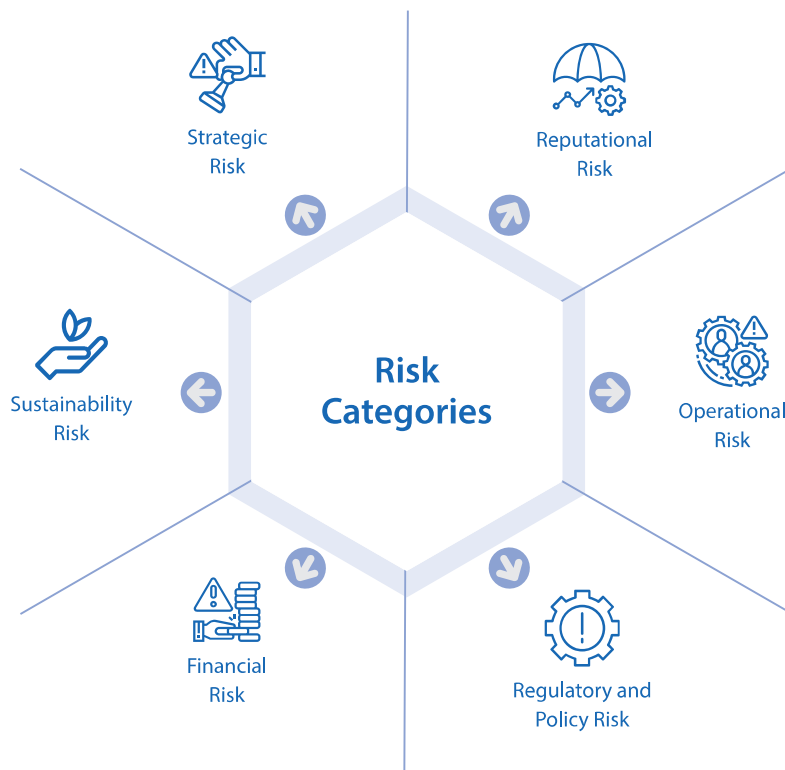 Strategic
Risk
Reputational
Risk
Sustainability
Risk
Risk
Categories
Operational
Risk
Financial
Risk
Regulatory and
Policy Risk